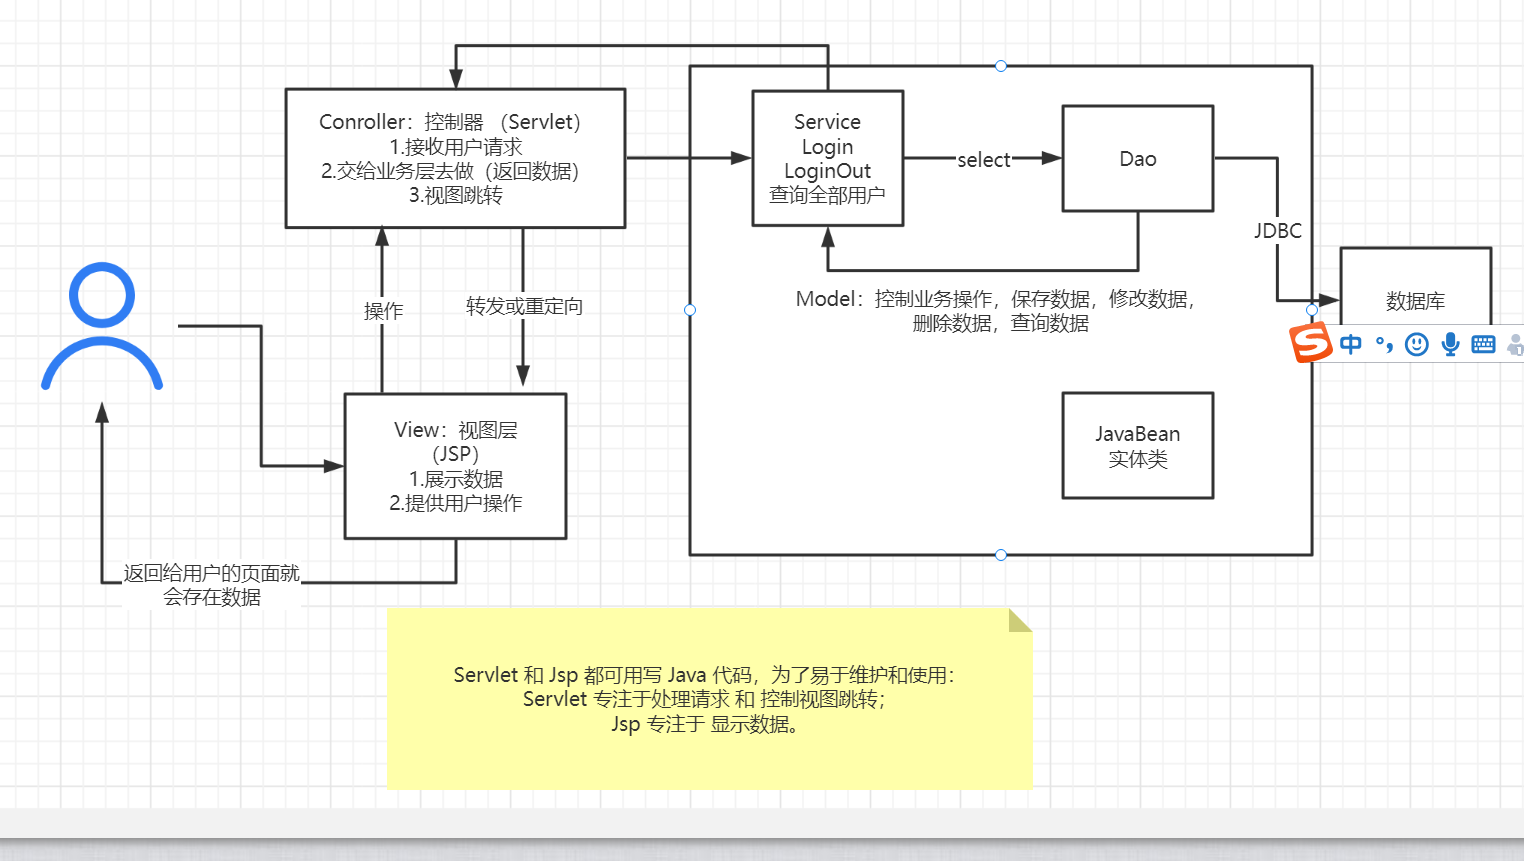 Conroller：控制器 （Servlet）
1.接收用户请求
2.交给业务层去做（返回数据）
3.视图跳转
Service
Login
LoginOut
查询全部用户
select
Dao
JDBC
数据库
操作
转发或重定向
Model：控制业务操作，保存数据，修改数据，
删除数据，查询数据
中
View：视图层
（JSP）
1.展示数据
2.提供用户操作
JavaBean
实体类
返回给用户的页面就
会存在数据
Servlet 和 Jsp 都可用写 Java 代码，为了易于维护和使用：
Servlet 专注于处理请求 和 控制视图跳转；
Jsp 专注于 显示数据。